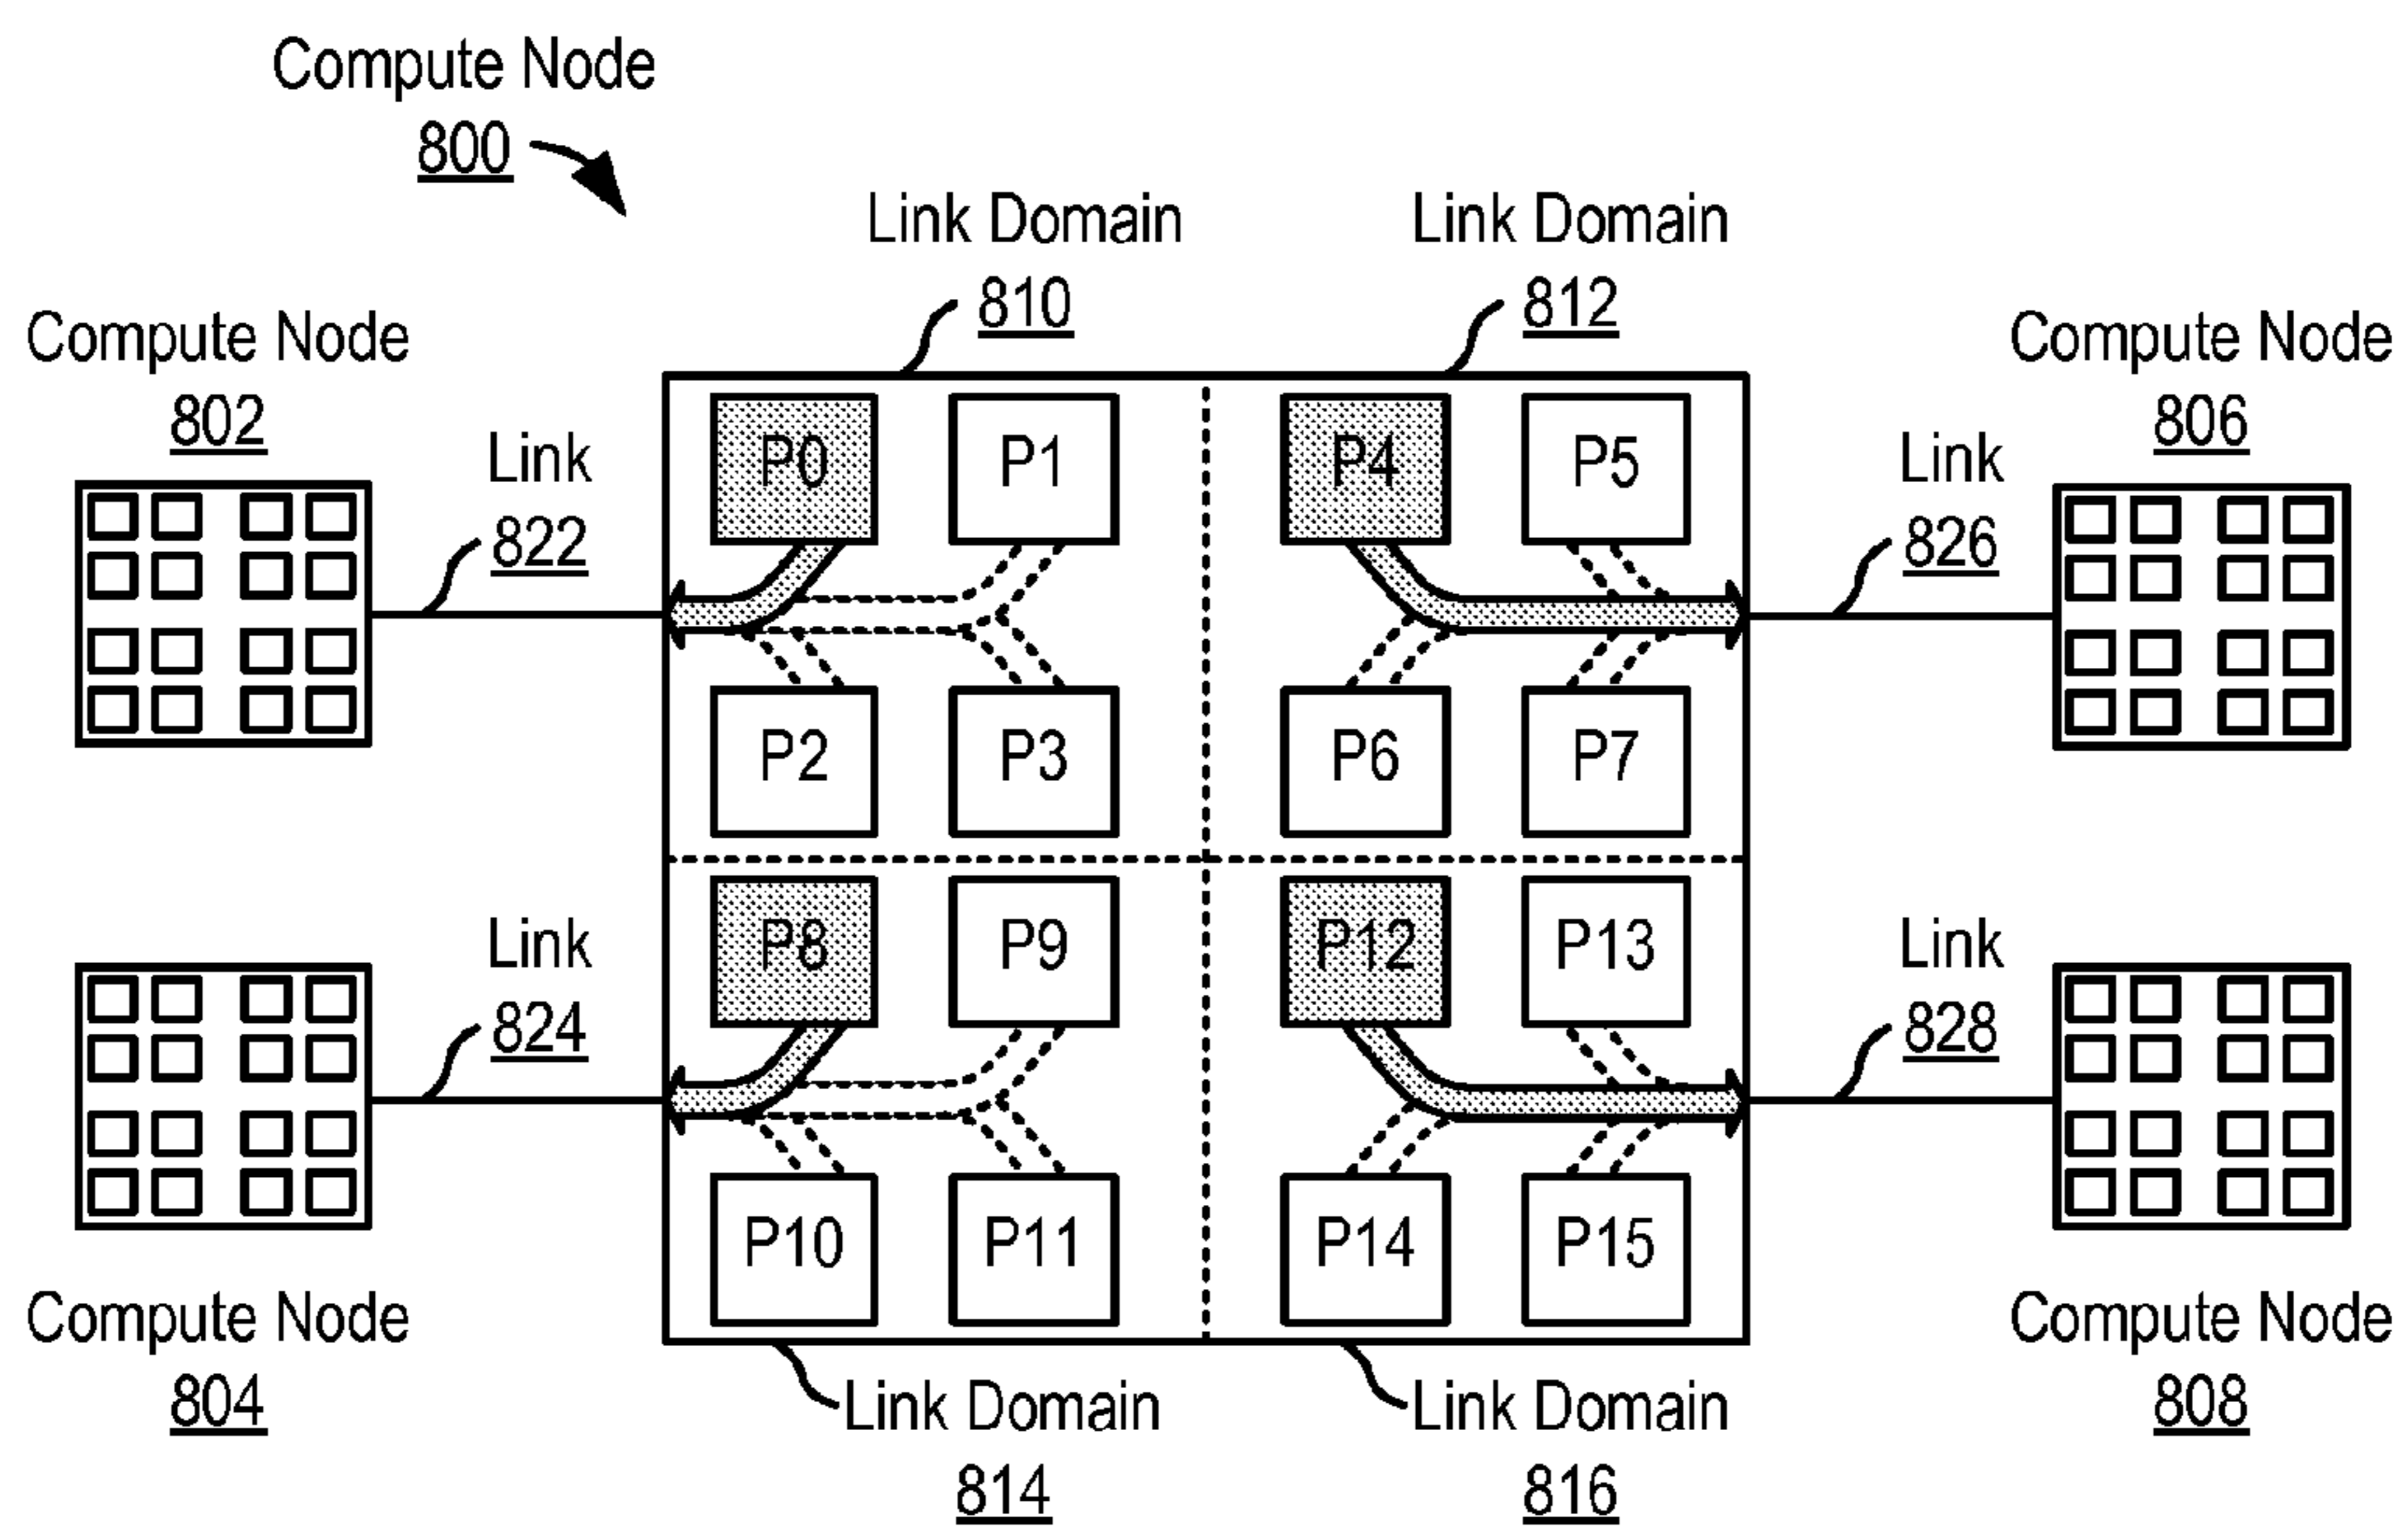 Compute Node
800
Link Domain
810
Link Domain
812
Compute Node
802
Compute Node
806
Link
822
Link
826
P0
P1
P4
P5
P2
P3
P6
P7
P8
P9
P12
P13
Link
824
Link
828
P10
P11
P14
P15
Compute Node
804
Compute Node
808
Link Domain
814
Link Domain
816